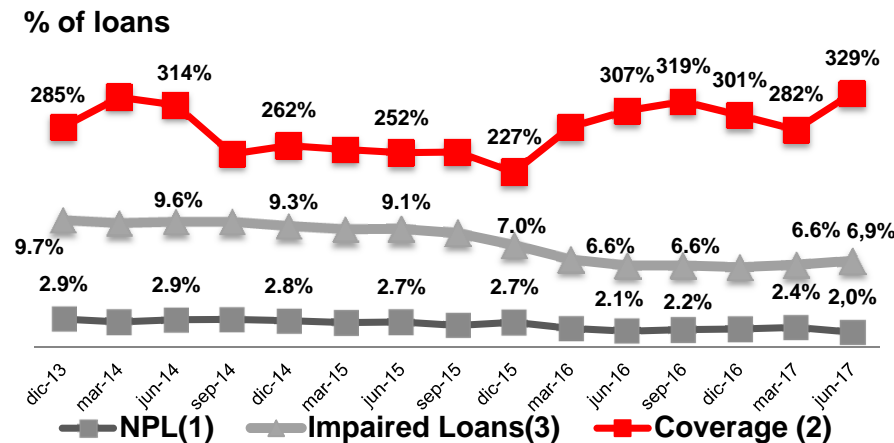 % of loans
285%
314%
262%
252%
227%
307%
319%
301%
282%
329%
9.7%
9.6%
9.3%
9.1%
7.0%
6.6%
6.6%
6.6%
6,9%
2.9%
2.9%
2.8%
2.7%
2.7%
2.1%
2.2%
2.4%
2,0%
dic-13
mar-14
jun-14
sep-14
dic-14
mar-15
jun-15
sep-15
dic-15
mar-16
jun-16
sep-16
dic-16
mar-17
jun-17
NPL(1) Impaired Loans(3) Coverage (2)